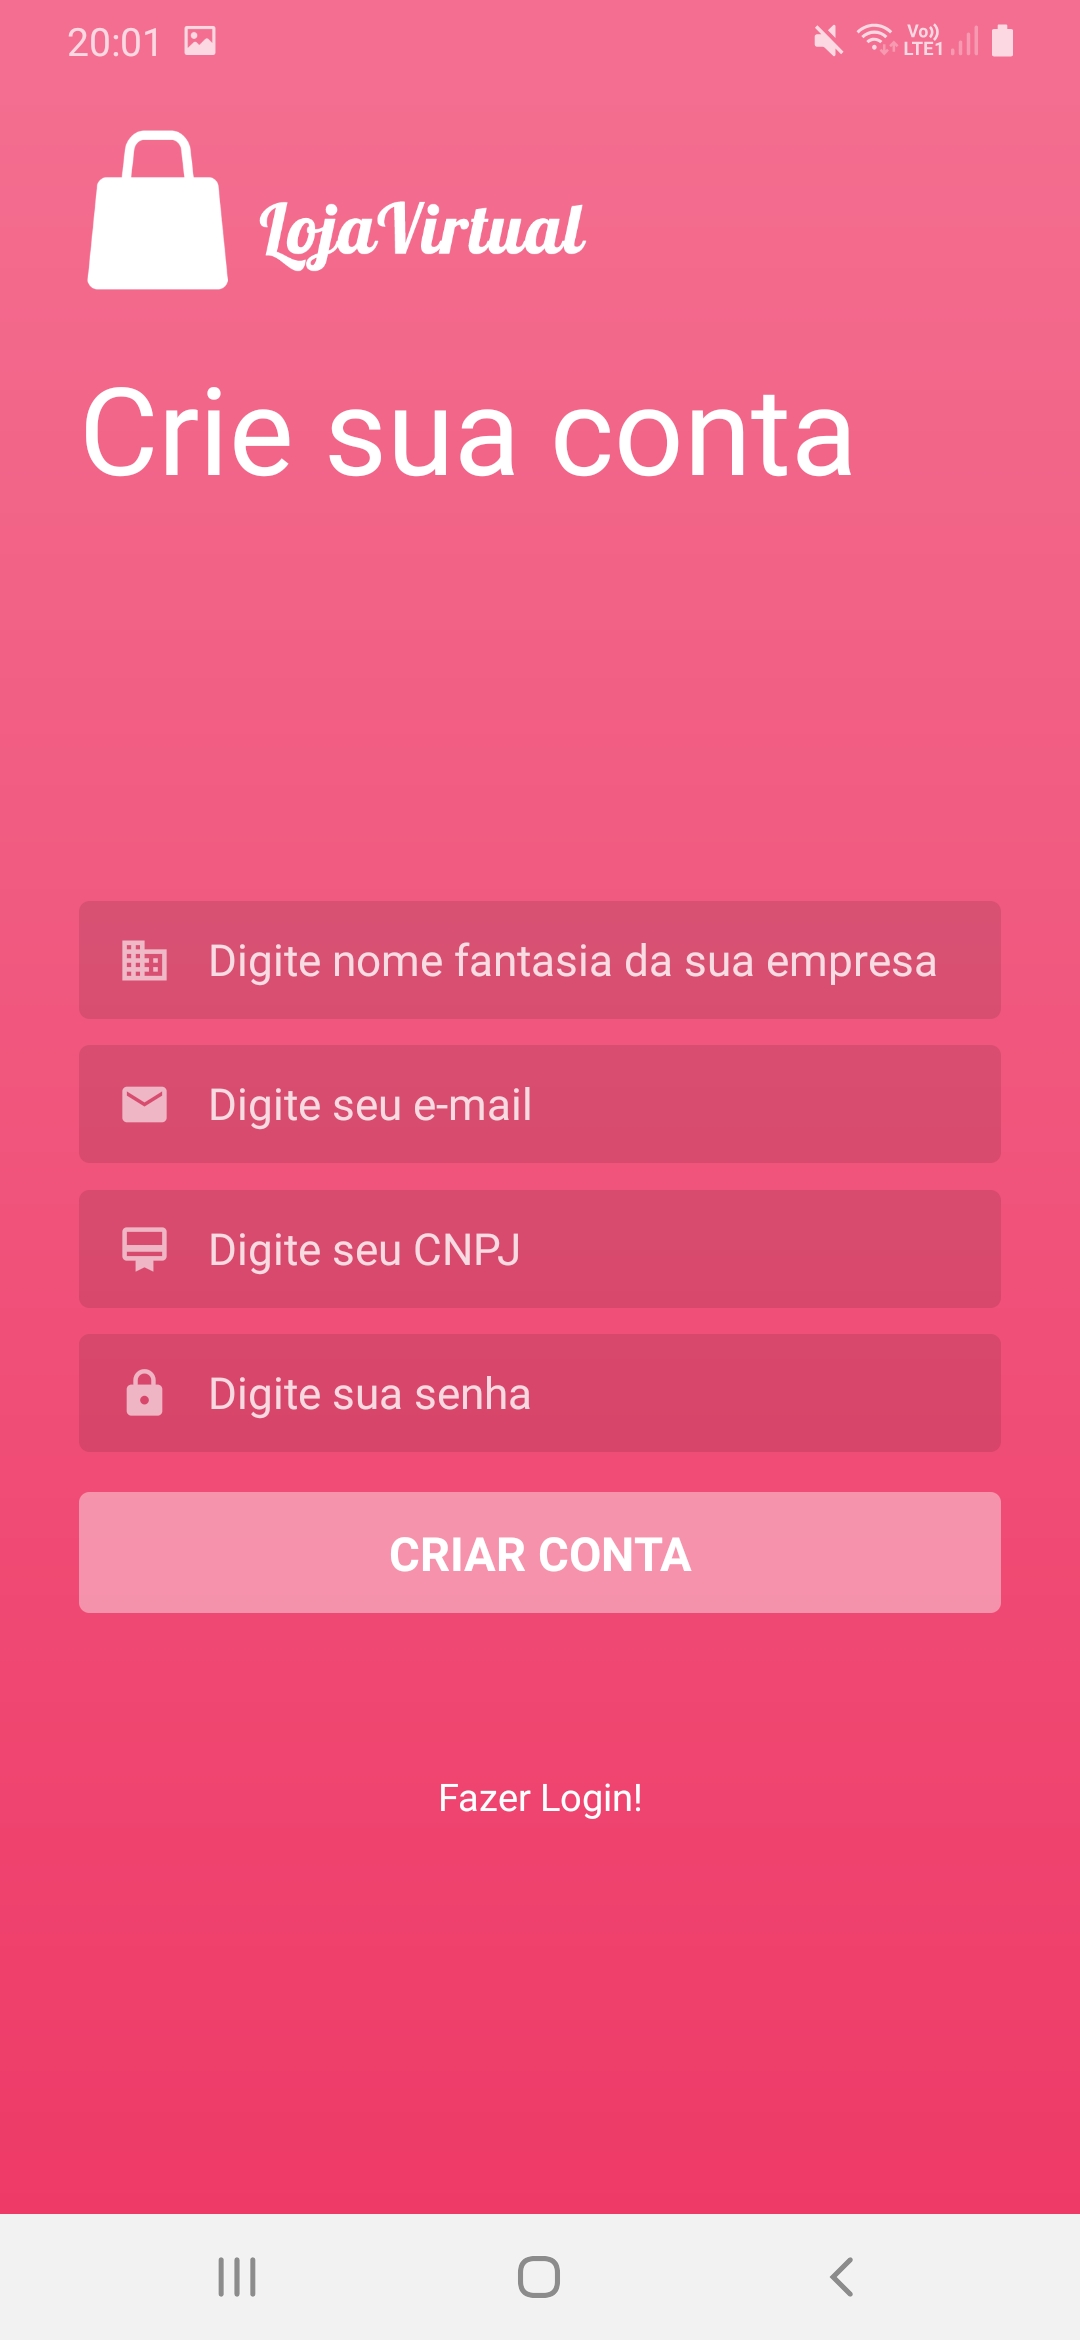 20:01
Vo))
LTE1
LojaVirtual
Crie sua conta
Digite nome fantasia da sua empresa
Digite seu e-mail
Digite seu CNPJ
Digite sua senha
CRIAR CONTA
Fazer Login!